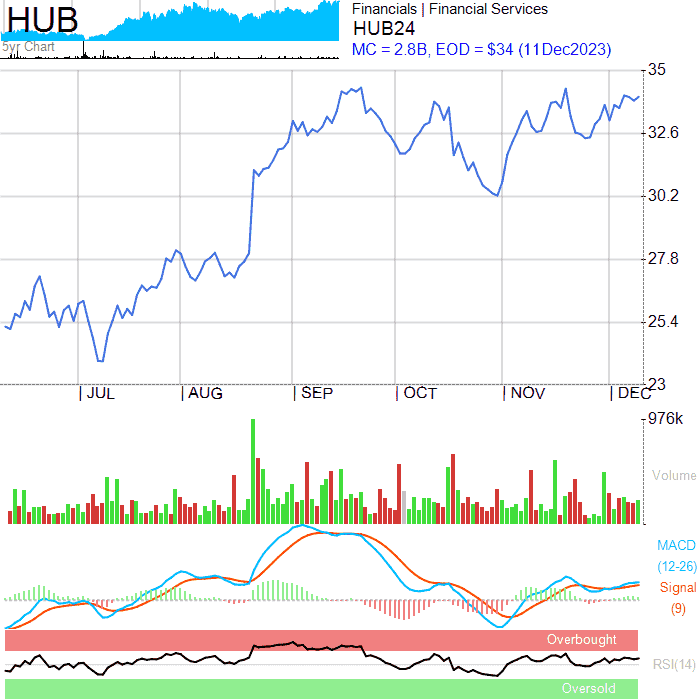 HUB
5yr Chart
Financials | Financial Services
HUB24
MC = 2.8B, EOD = $34 (11Dec2023)
35
32.6
30.2
27.8
25.4
23
| JUL
| AUG
| SEP
| OCT
| NOV
| DEC
976k
Volume
MACD
(12-26)
Signal
(9)
Overbought
RSI(14)
Oversold